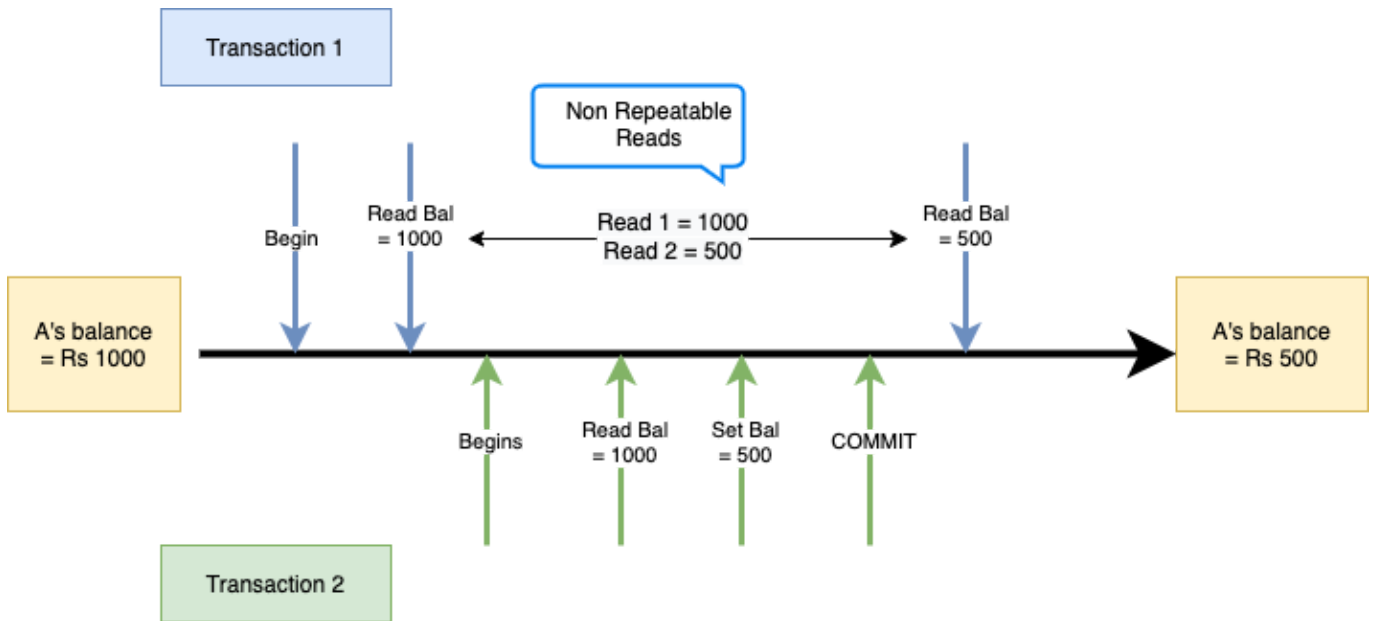 Transaction 1
Non Repeatable
Reads
Begin
Read Bal
= 1000
Read 1 = 1000
Read 2 = 500
Read Bal
= 500
A's balance
= Rs 1000
A's balance
= Rs 500
Begins
Read Bal
= 1000
Set Bal
= 500
COMMIT
Transaction 2